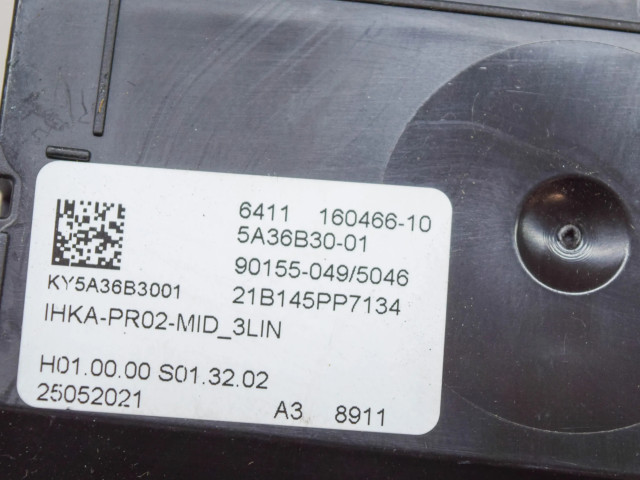 6411 160466-10
5A36B30-01
90155-049/5046
KY5A36B3001 21B145PP7134
IHKA-PR02-MID_3LIN
H01.00.00 S01.32.02
25052021 A3 8911